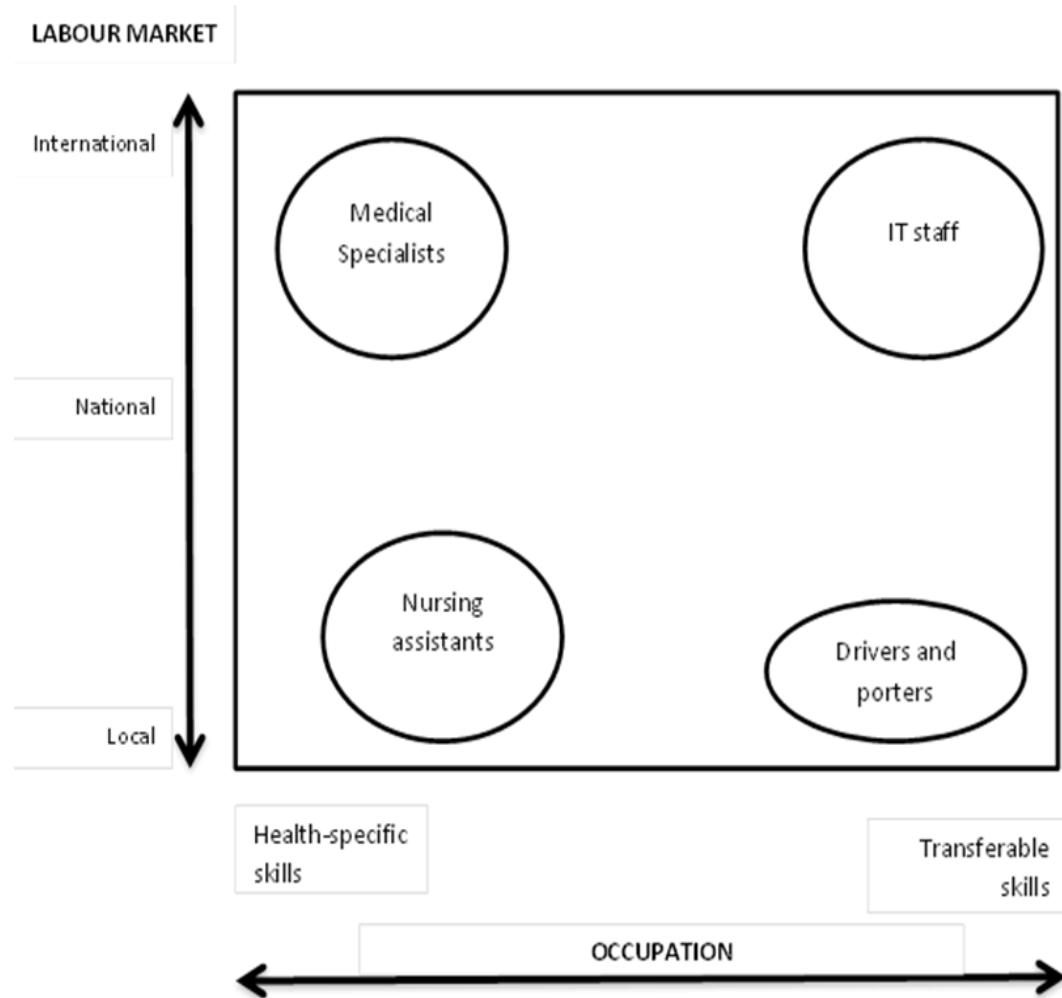 LABOUR MARKET
International
Medical
Specialists
IT staff
National
Nursing
assistants
Drivers and
porters
Local
Health-specific
skills
Transferable
skills
OCCUPATION